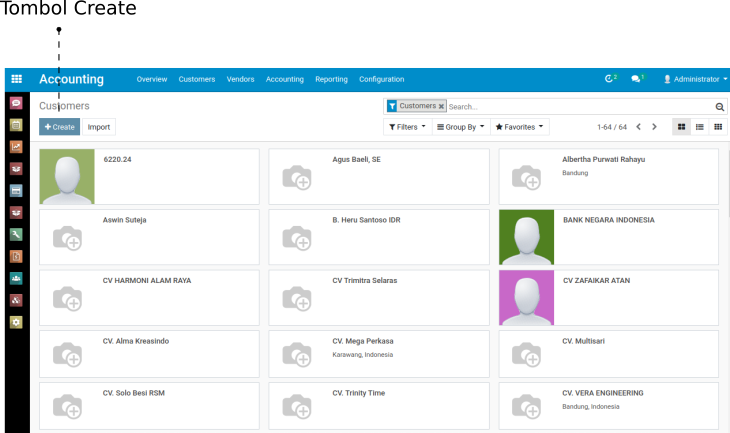 Tombol Create
Accounting Overview Customers Vendors Accounting Reporting Configuration 2 1 Administrator
Customers
Customers × Search...
+ Create Import Filters Group By Favorites 1-64 / 64
6220.24 Agus Baeli, SE Albertha Purwati Rahayu
Bandung
Aswin Suteja B. Heru Santoso IDR BANK NEGARA INDONESIA
CV HARMONI ALAM RAYA CV Trimitra Selaras CV ZAFAIKAR ATAN
CV. Alma Kreasindo CV. Mega Perkasa CV. Multisari
Karawang, Indonesia
CV. Solo Besi RSM CV. Trinity Time CV. VERA ENGINEERING
Bandung, Indonesia